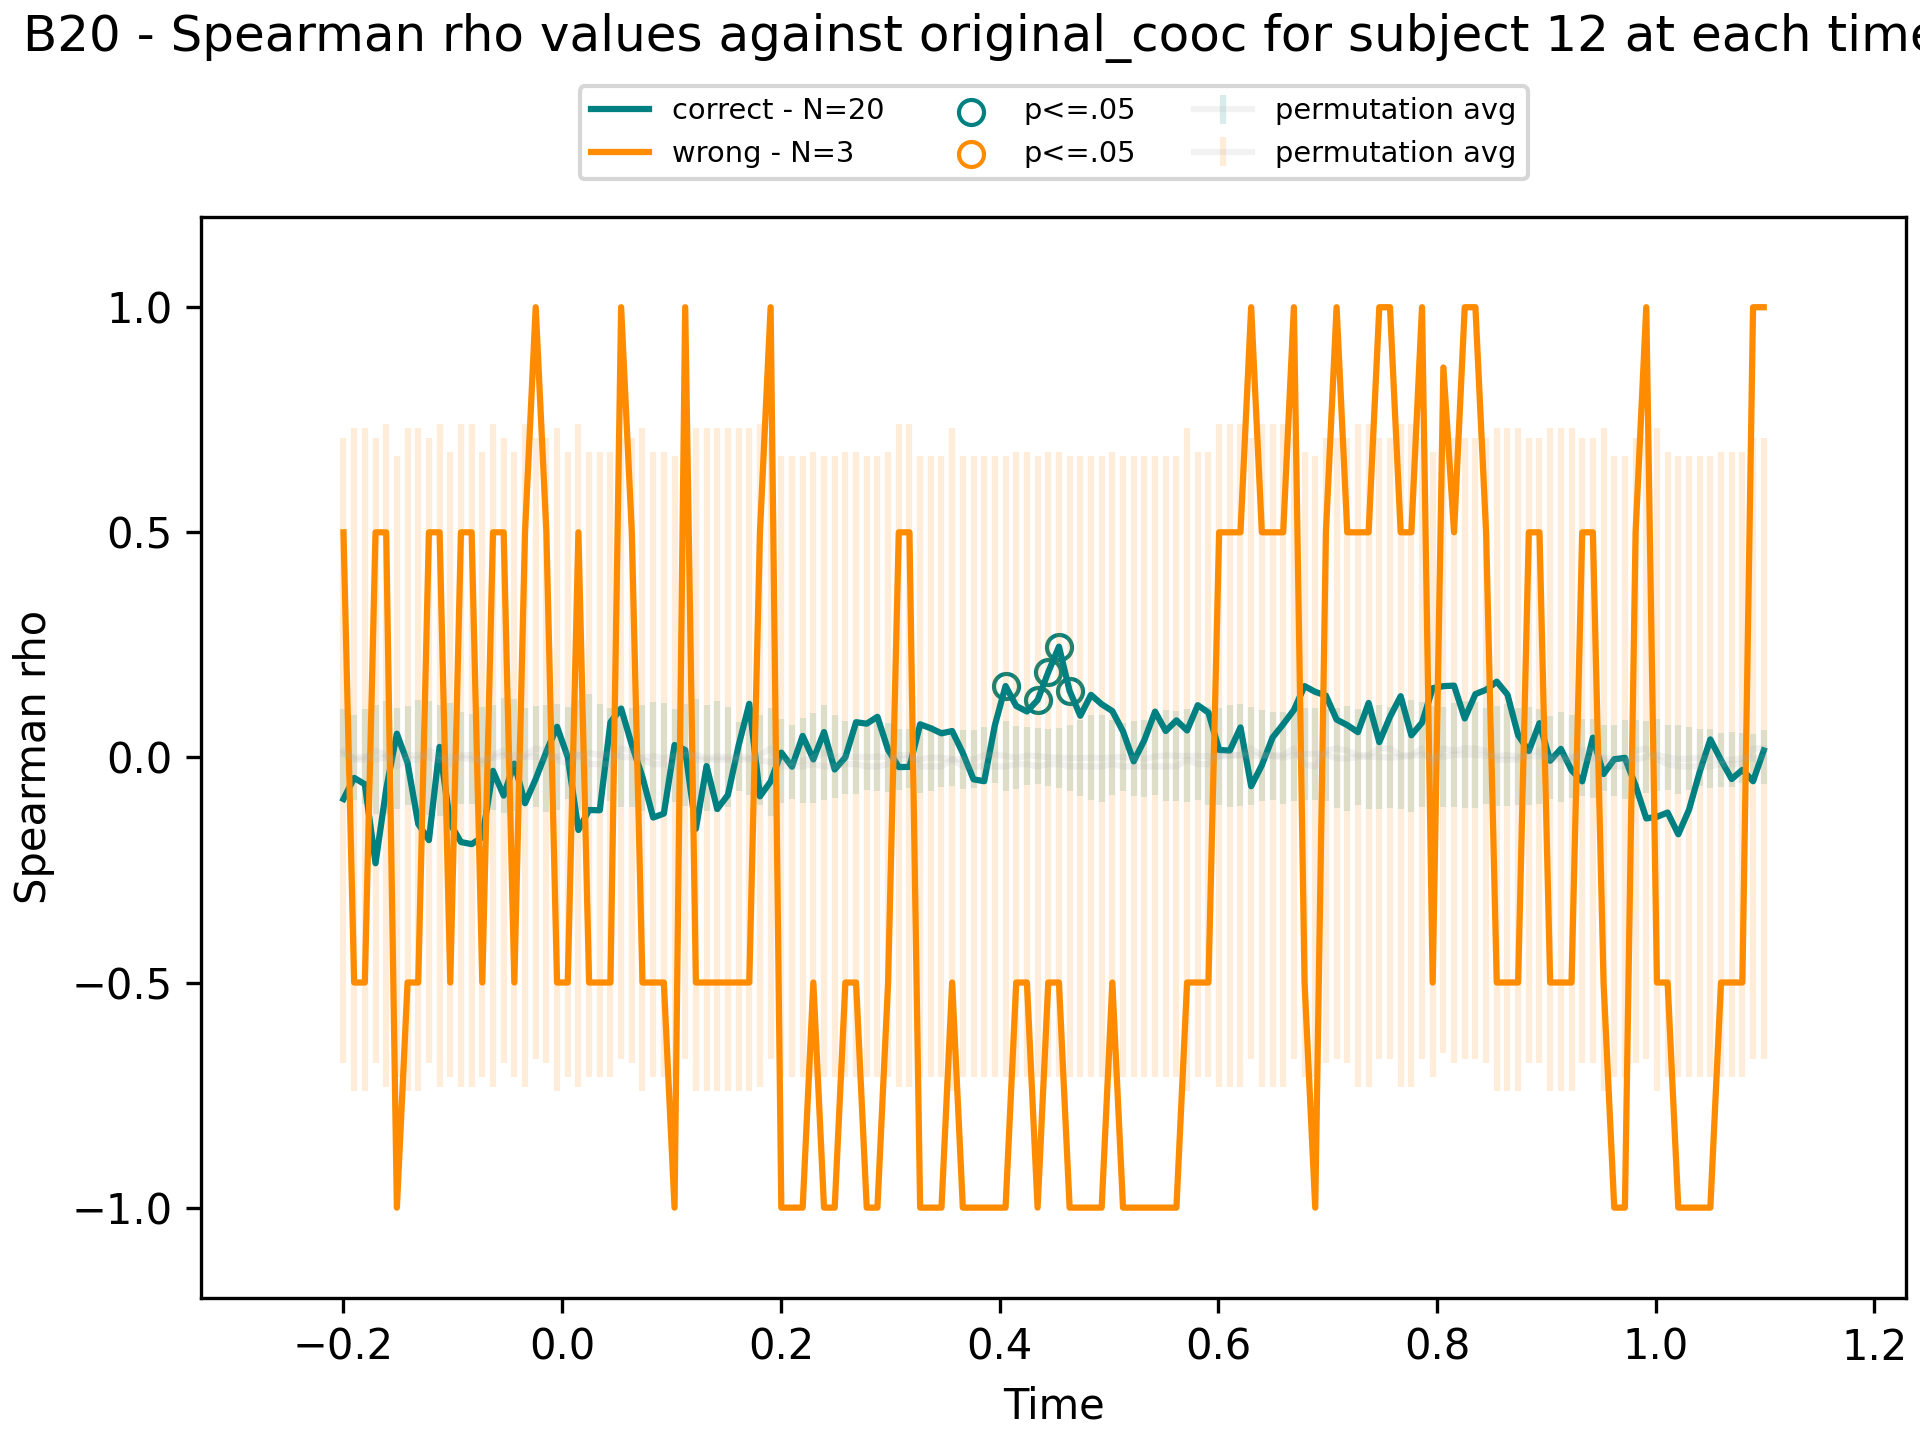 B20 - Spearman rho values against original_cooc for subject 12 at each time
correct - N=20
wrong - N=3
p<=.05
p<=.05
permutation avg
permutation avg
1.0
0.5
0.0
−0.5
−1.0
Spearman rho
−0.2 0.0 0.2 0.4 0.6 0.8 1.0 1.2
Time